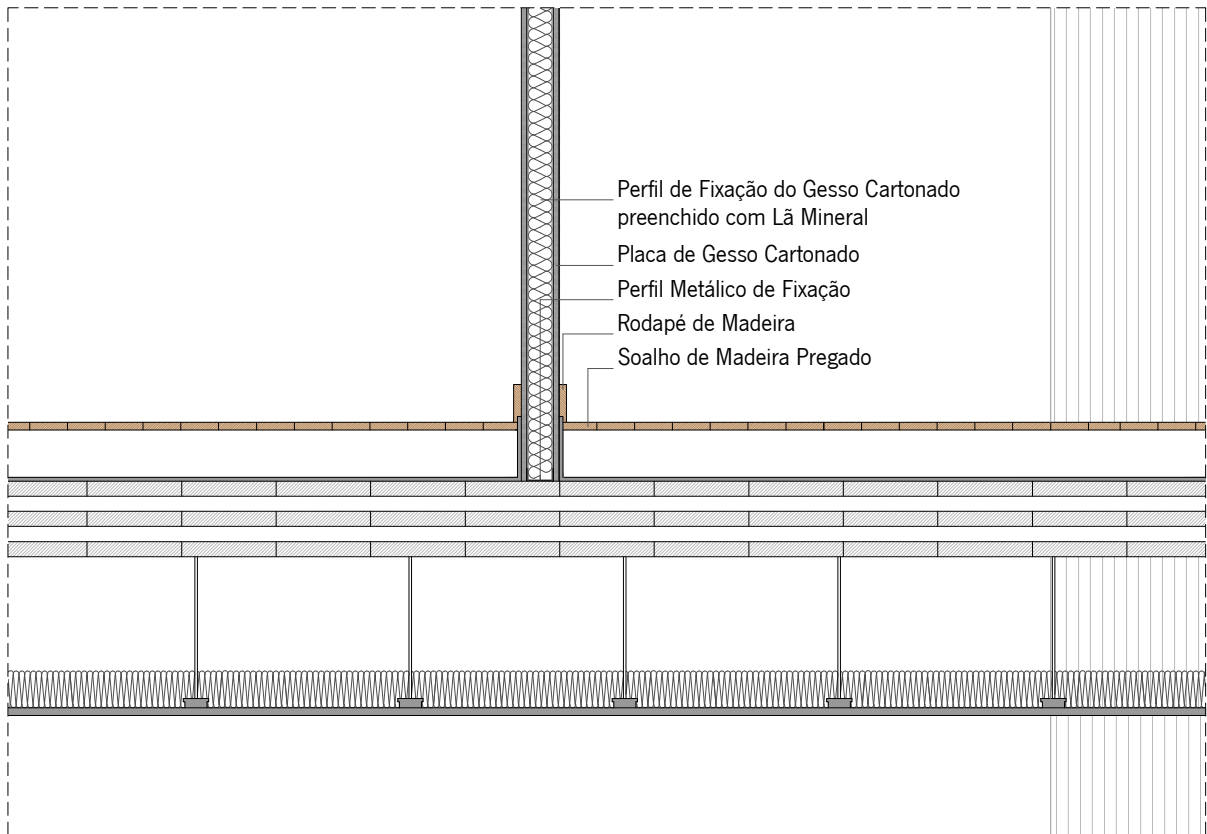 Perfil de Fixação do Gesso Cartonado
preenchido com Lã Mineral
Placa de Gesso Cartonado
Perfil Metálico de Fixação
Rodapé de Madeira
Soalho de Madeira Pregado